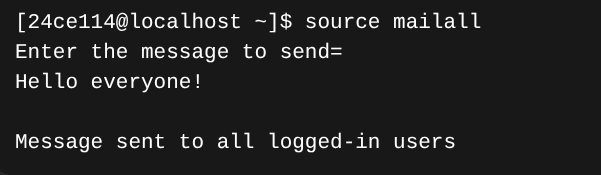 [24ce114@localhost ~]$ source mailall
Enter the message to send=
Hello everyone!
Message sent to all logged-in users